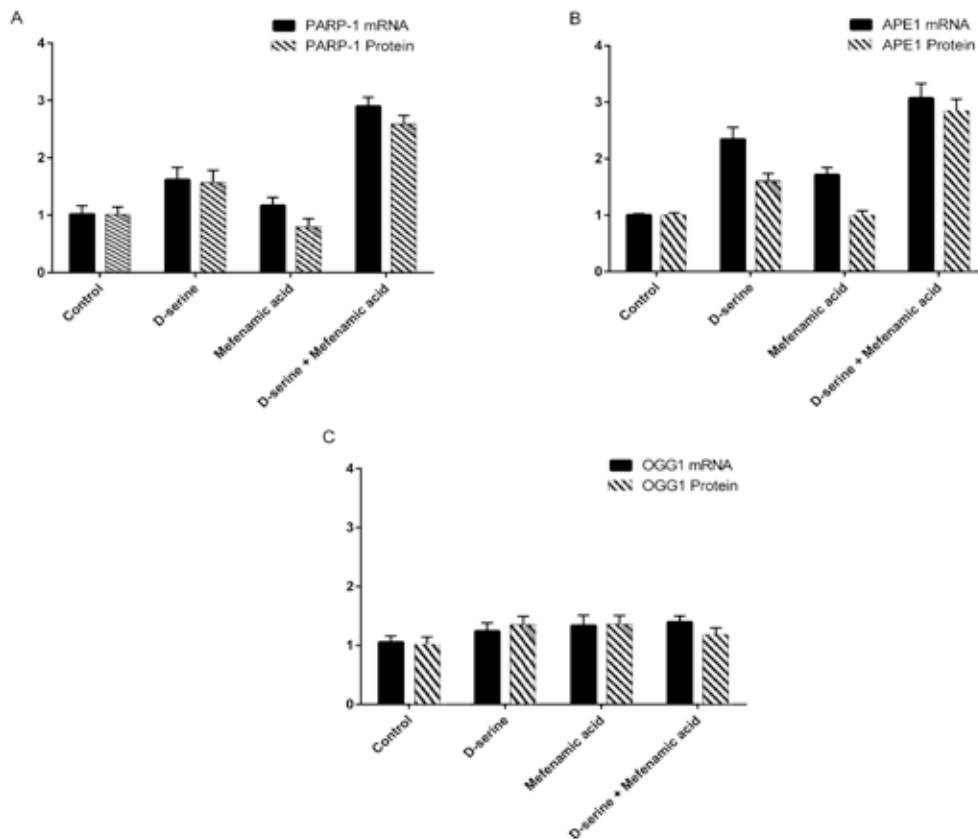 A
PARP-1 mRNA
PARP-1 Protein
4
3
2
1
0
Control
D-serine
Mefenamic acid
D-serine + Mefenamic acid
B
APE1 mRNA
APE1 Protein
4
3
2
1
0
Control
D-serine
Mefenamic acid
D-serine + Mefenamic acid
C
OGG1 mRNA
OGG1 Protein
4
3
2
1
0
Control
D-serine
Mefenamic acid
D-serine + Mefenamic acid